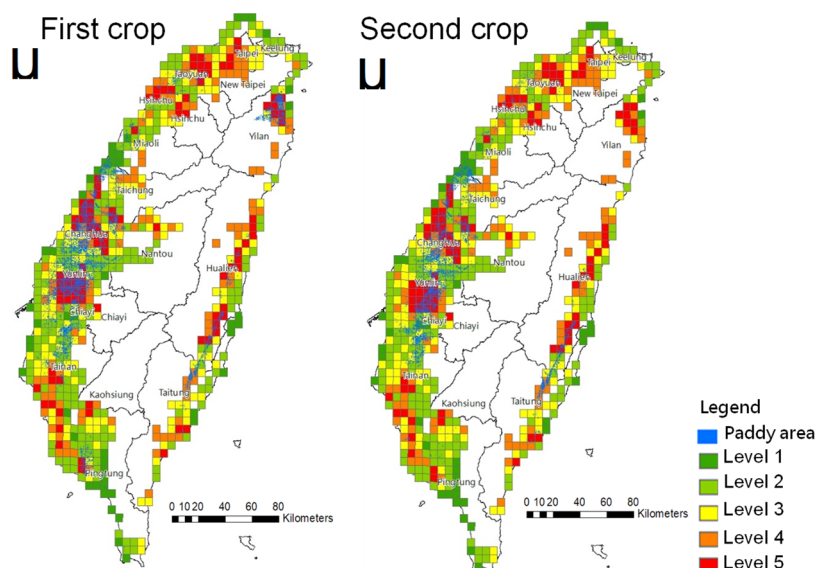 First crop
u
Keelung
Taipei
Taoyuan
New Taipei
Hsinchu
Hsinchu
Yilan
Miaoli
Taichung
Changhua
Nantou
Yunlin
Hualien
Chiayi
Chiayi
Tainan
Kaohsiung
Taitung
Pingtung
0 10 20 40 60 80
Kilometers
Second crop
u
Keelung
Taipei
Taoyuan
New Taipei
Hsinchu
Hsinchu
Yilan
Miaoli
Taichung
Changhua
Nantou
Yunlin
Hualien
Chiayi
Chiayi
Tainan
Kaohsiung
Taitung
Pingtung
0 10 20 40 60 80
Kilometers
Legend
Paddy area
Level 1
Level 2
Level 3
Level 4
Level 5